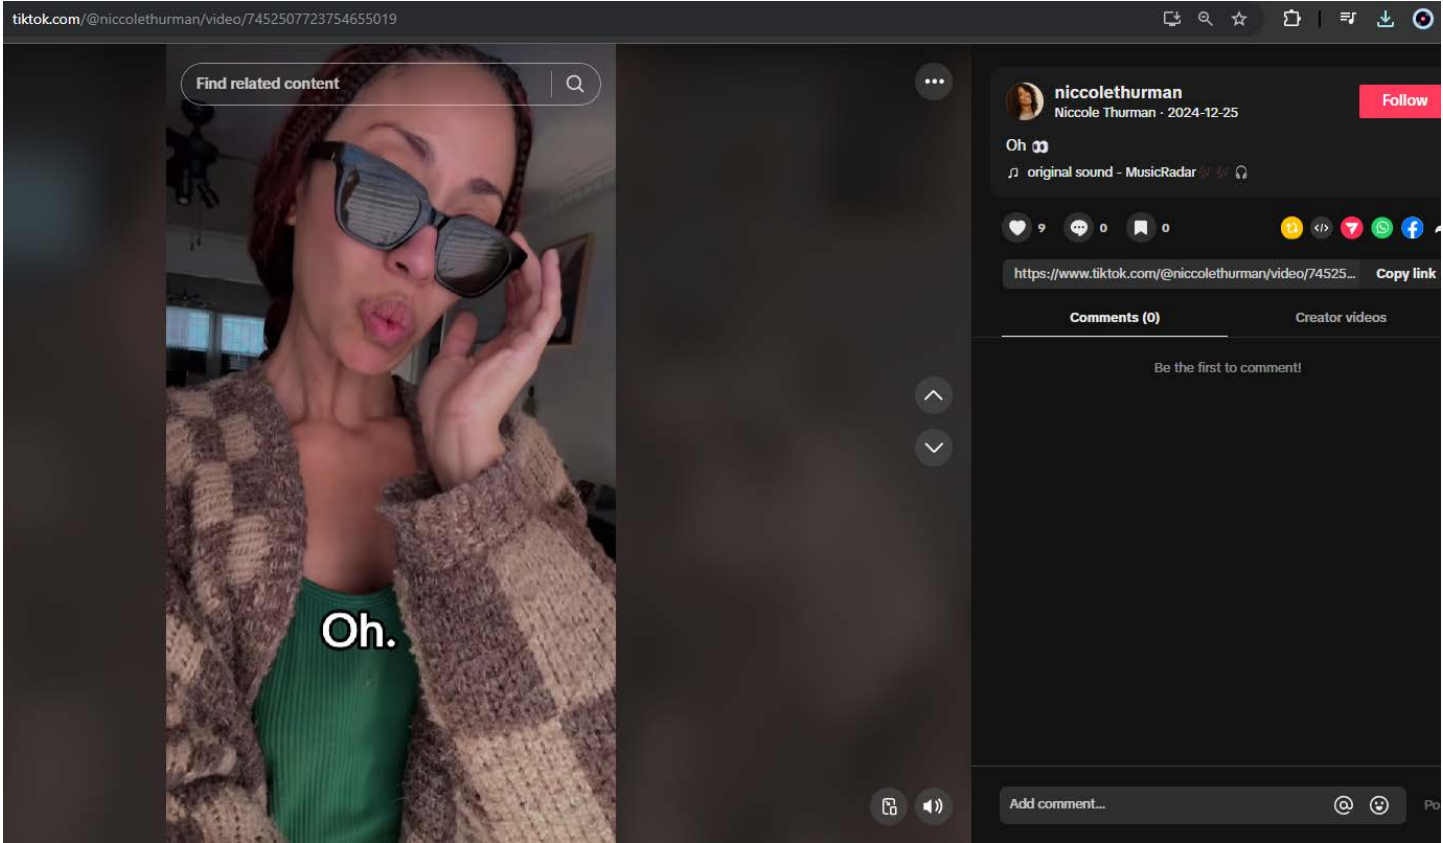 tiktok.com/@niccolethurman/video/7452507723754655019
Find related content
Oh.
niccolethurman
Niccole Thurman · 2024-12-25
Follow
Oh 👀
original sound - MusicRadar
9
0
0
https://www.tiktok.com/@niccolethurman/video/74525...
Copy link
Comments (0)
Creator videos
Be the first to comment!
Add comment...
Po